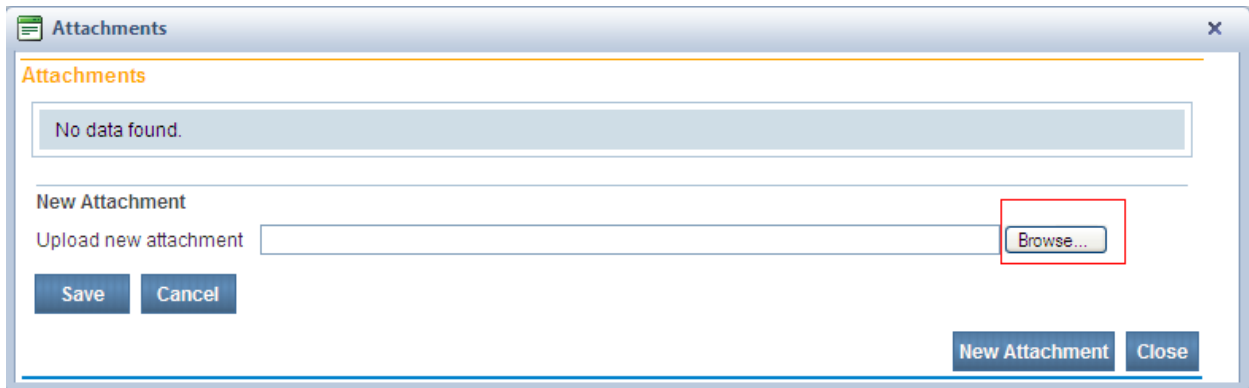 Attachments
Attachments
No data found.
New Attachment
Upload new attachment Browse...
Save Cancel
New Attachment Close